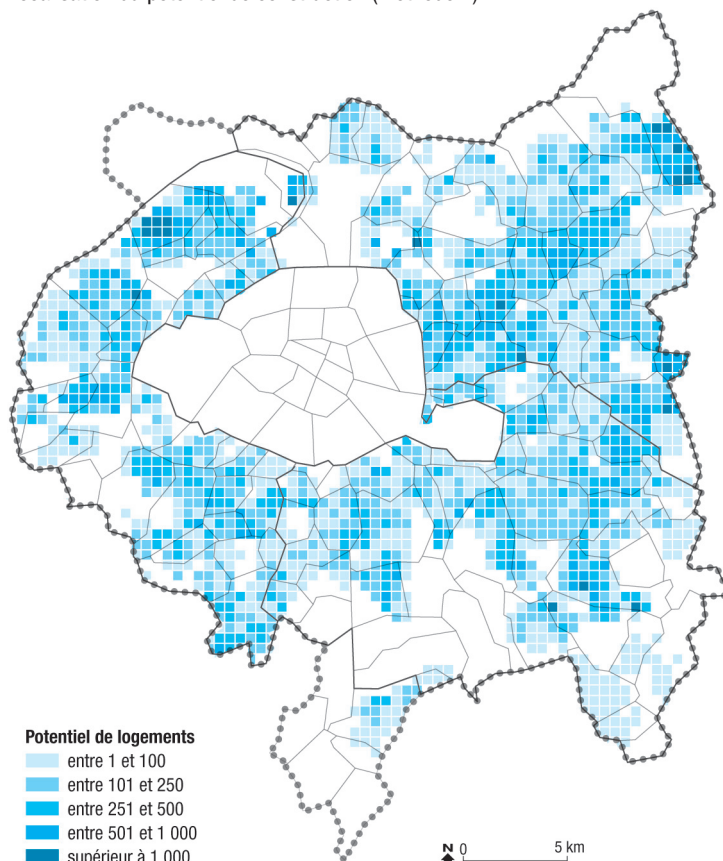 Potentiel de logements
entre 1 et 100
entre 101 et 250
entre 251 et 500
entre 501 et 1 000
supérieur à 1 000
N 0 5 km